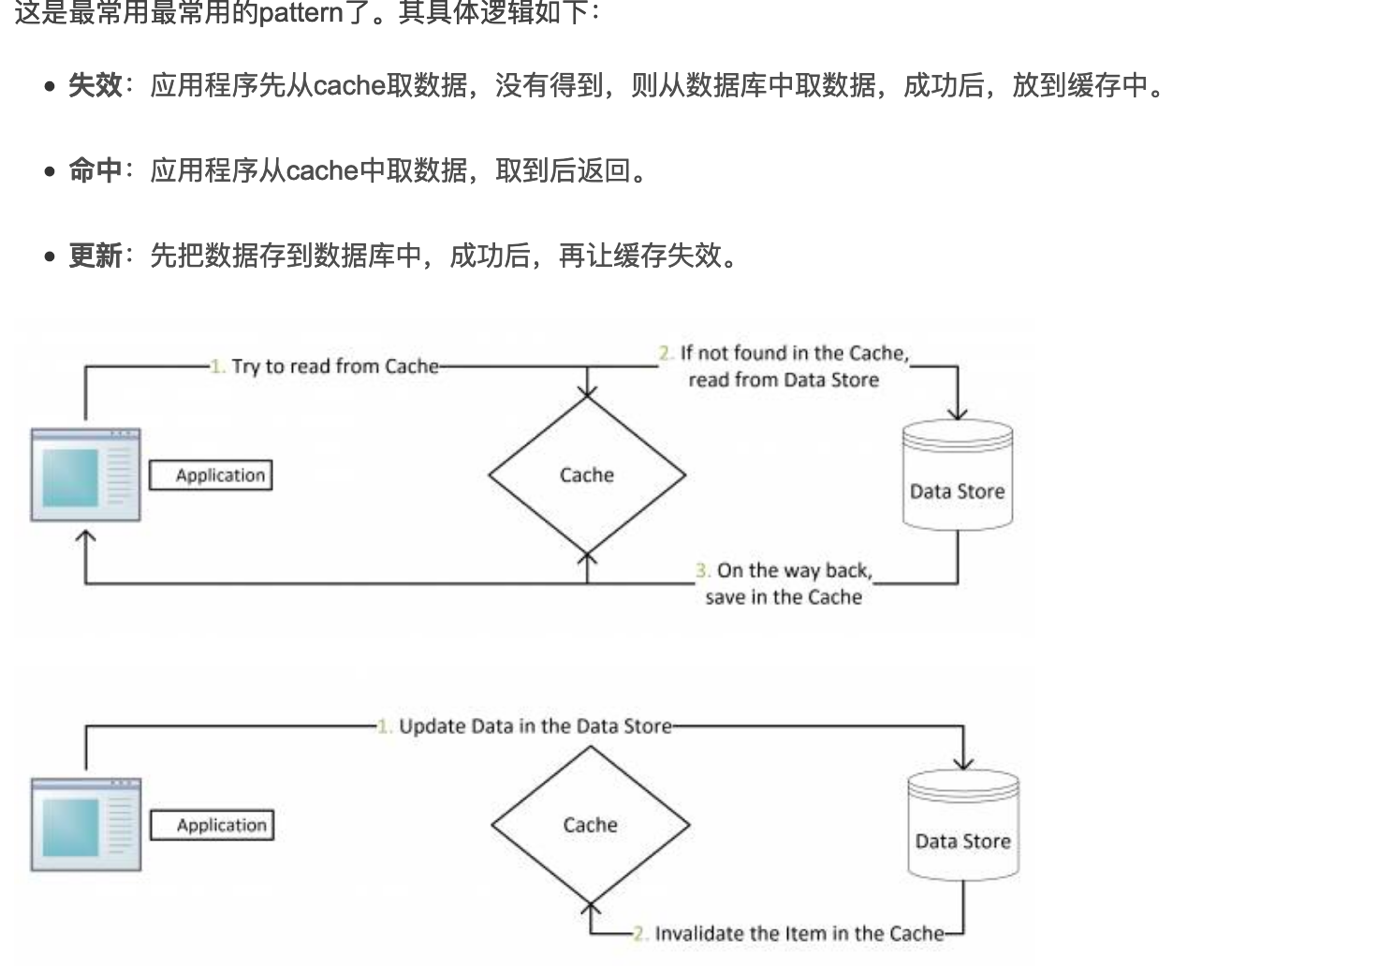 这是最常用最常用的pattern了。其具体逻辑如下：
失效：应用程序先从cache取数据，没有得到，则从数据库中取数据，成功后，放到缓存中。
命中：应用程序从cache中取数据，取到后返回。
更新：先把数据存到数据库中，成功后，再让缓存失效。
1. Try to read from Cache
2. If not found in the Cache,
read from Data Store
Application
Cache
Data Store
3. On the way back,
save in the Cache
1. Update Data in the Data Store
Application
Cache
Data Store
2. Invalidate the Item in the Cache